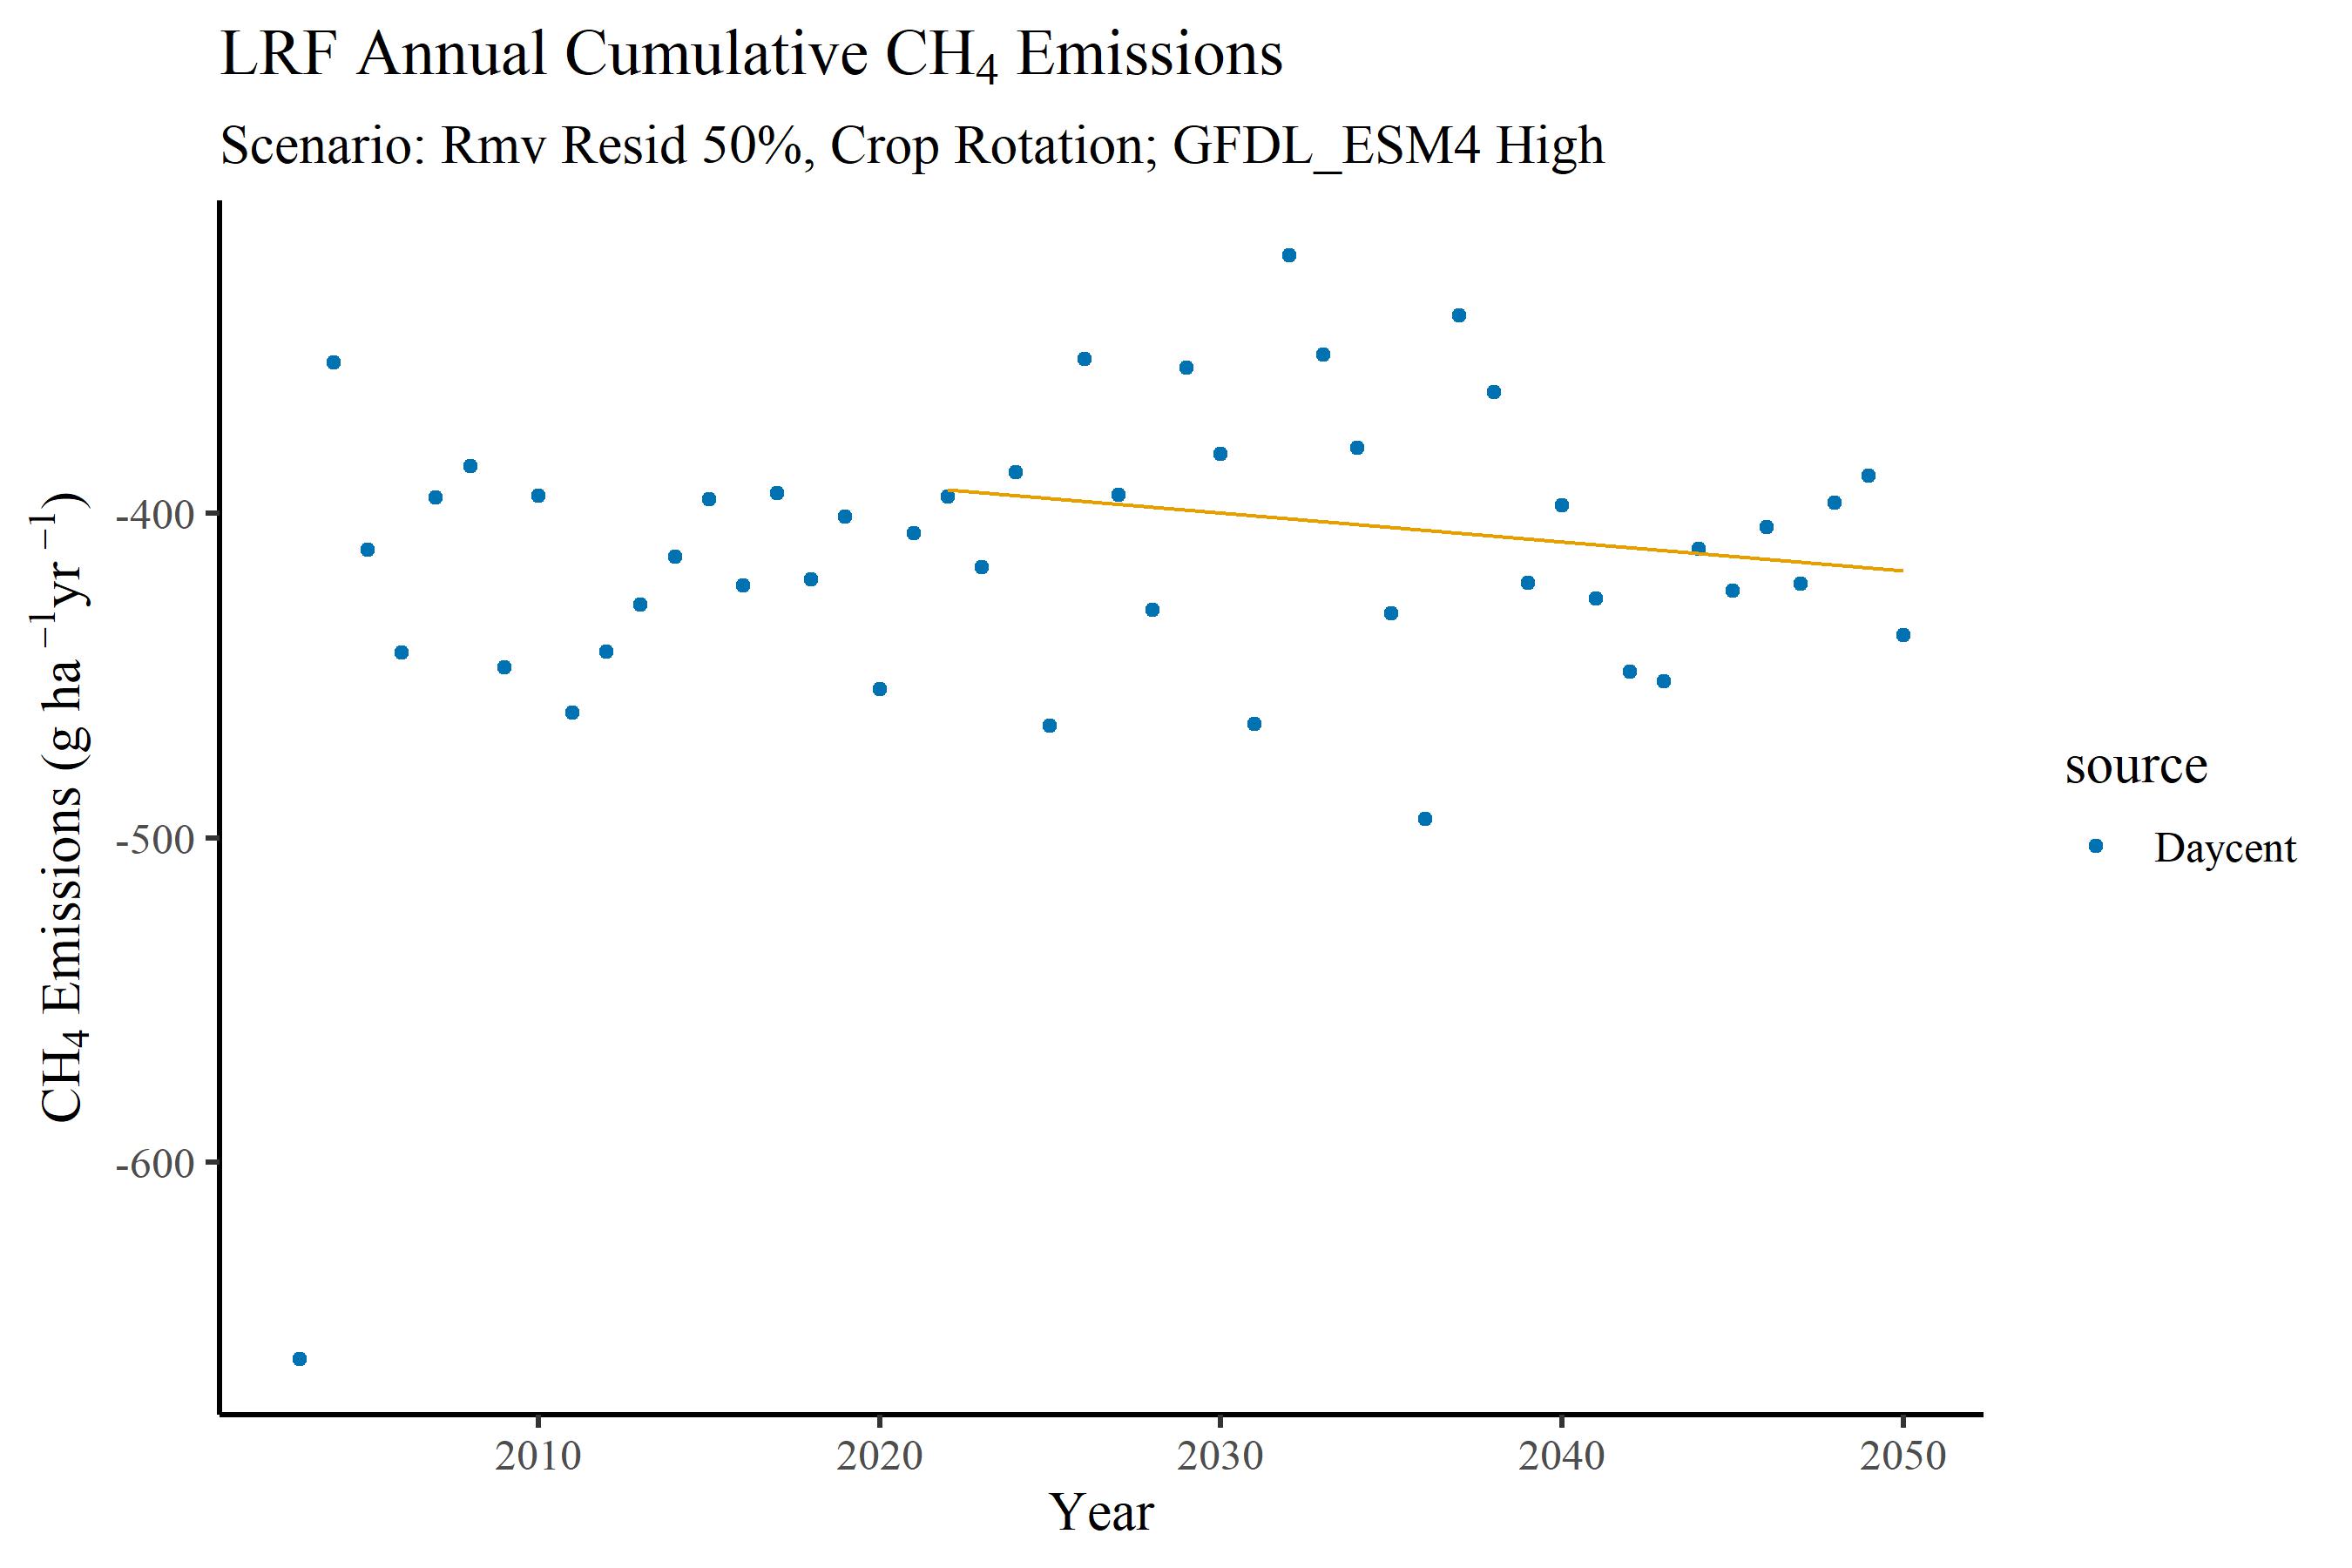 LRF Annual Cumulative CH₄ Emissions
Scenario: Rmv Resid 50%, Crop Rotation; GFDL_ESM4 High
CH₄ Emissions (g ha ⁻¹yr ⁻¹)
-400
-500
-600
2010
2020
2030
2040
2050
Year
source
Daycent